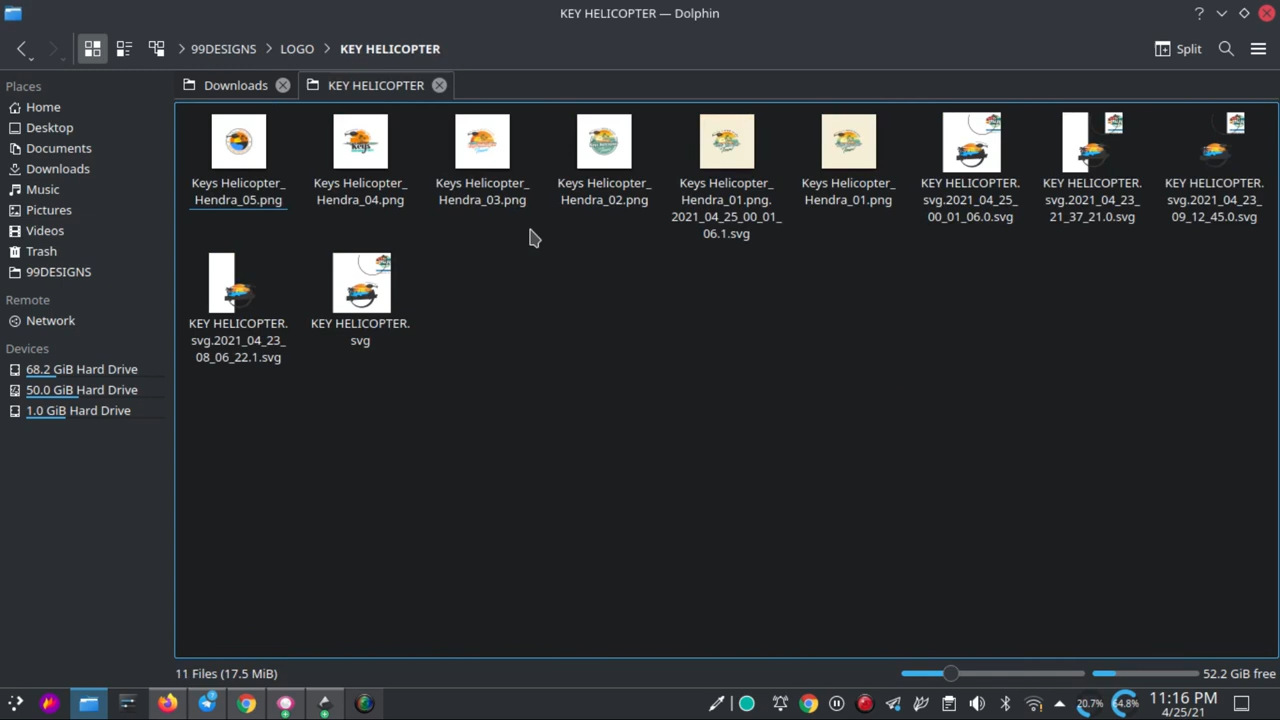 KEY HELICOPTER — Dolphin
99DESIGNS
LOGO
KEY HELICOPTER
Split
Places
Home
Desktop
Documents
Downloads
Music
Pictures
Videos
Trash
99DESIGNS
Remote
Network
Devices
68.2 GiB Hard Drive
50.0 GiB Hard Drive
1.0 GiB Hard Drive
Downloads
KEY HELICOPTER
Keys Helicopter_
Hendra_05.png
Keys Helicopter_
Hendra_04.png
Keys Helicopter_
Hendra_03.png
Keys Helicopter_
Hendra_02.png
Keys Helicopter_
Hendra_01.png.
2021_04_25_00_01_
06.1.svg
Keys Helicopter_
Hendra_01.png
KEY HELICOPTER.
svg.2021_04_25_
00_01_06.0.svg
KEY HELICOPTER.
svg.2021_04_23_
21_37_21.0.svg
KEY HELICOPTER.
svg.2021_04_23_
09_12_45.0.svg
KEY HELICOPTER.
svg.2021_04_23_
08_06_22.1.svg
KEY HELICOPTER.
svg
11 Files (17.5 MiB)
52.2 GiB free
20.7%
64.8%
11:16 PM
4/25/21